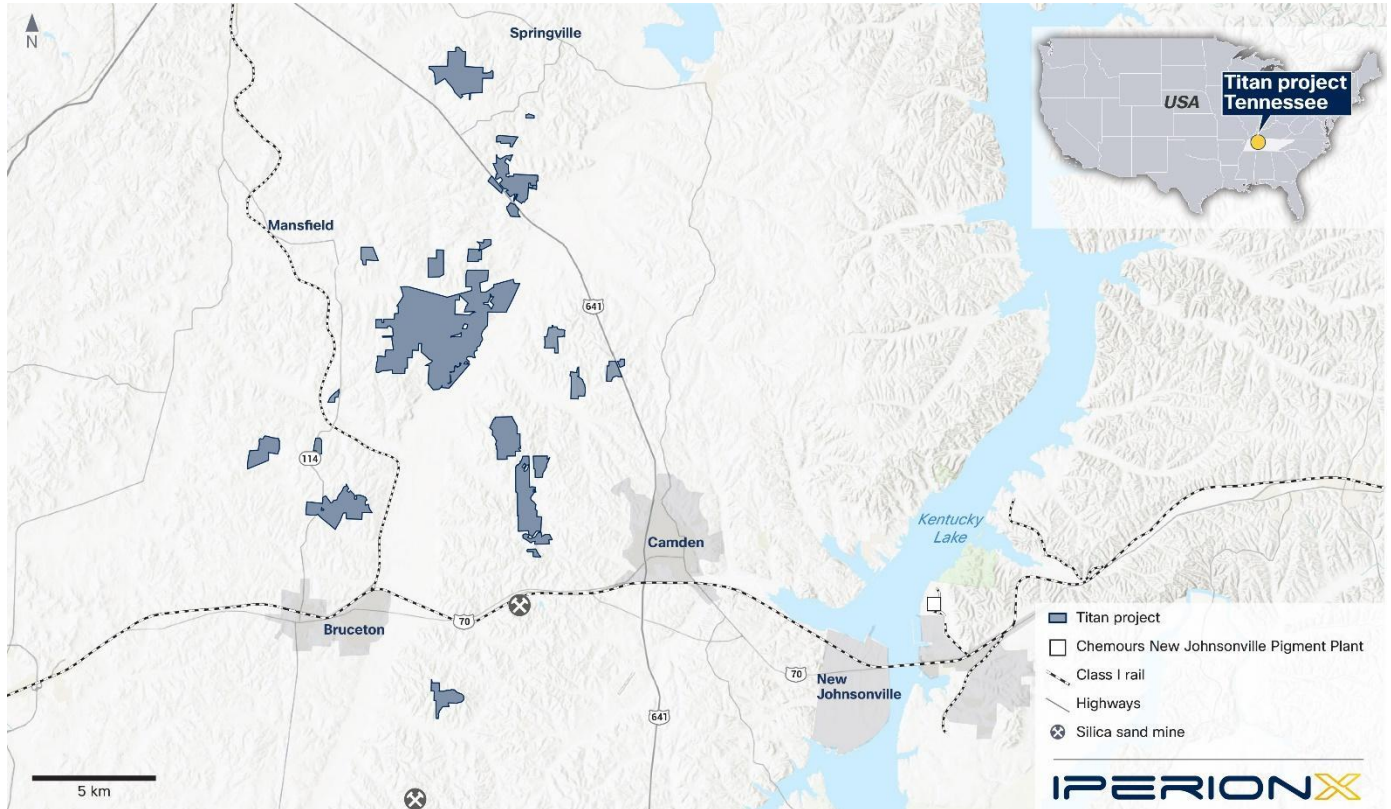 N
Springville
Titan project
Tennessee
USA
Mansfield
641
114
Kentucky
Lake
Camden
Bruceton
70
70
New
Johnsonville
641
Titan project
Chemours New Johnsonville Pigment Plant
Class I rail
Highways
Silica sand mine
5 km
IPERIONX